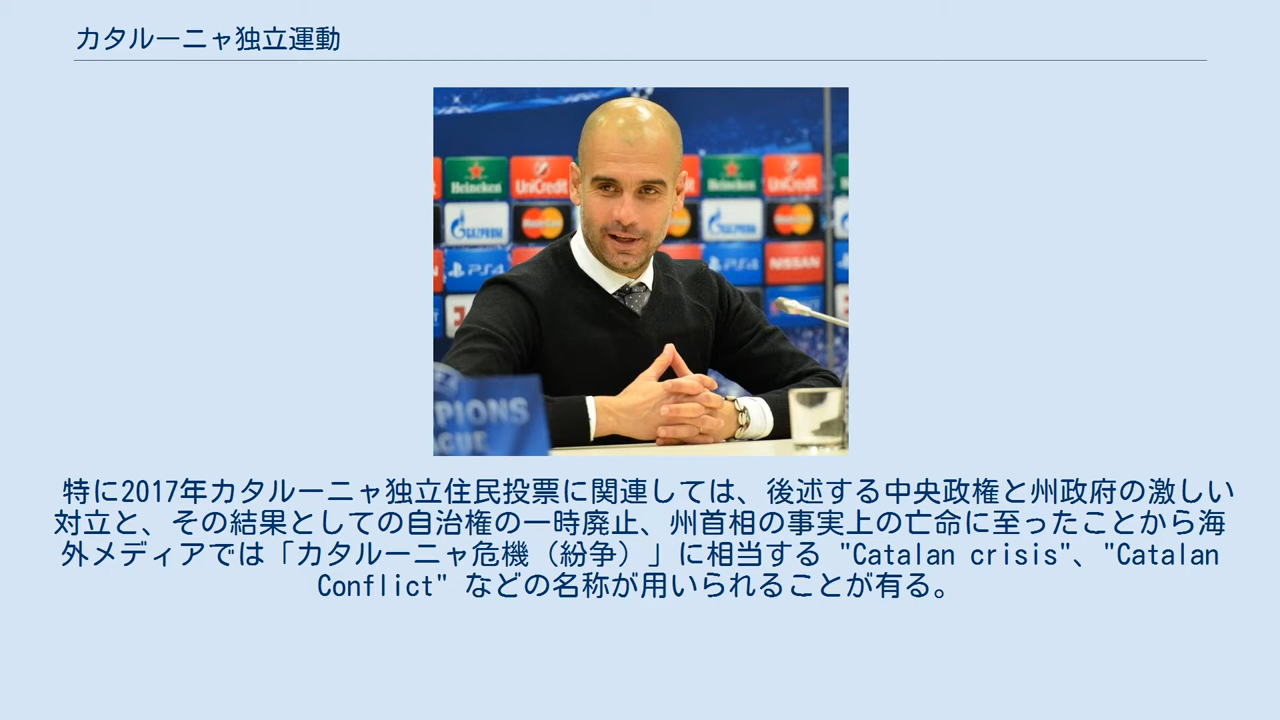 カタルーニャ独立運動
Heineken UniCredit Heineken UniCredit
GAZPROM MasterCard GAZPROM MasterCard
PS4 PS4 NISSAN
PIONS
AGUE
特に2017年カタルーニャ独立住民投票に関連しては、後述する中央政権と州政府の激しい
対立と、その結果としての自治権の一時廃止、州首相の事実上の亡命に至ったことから海
外メディアでは「カタルーニャ危機（紛争）」に相当する "Catalan crisis"、"Catalan
Conflict" などの名称が用いられることが有る。